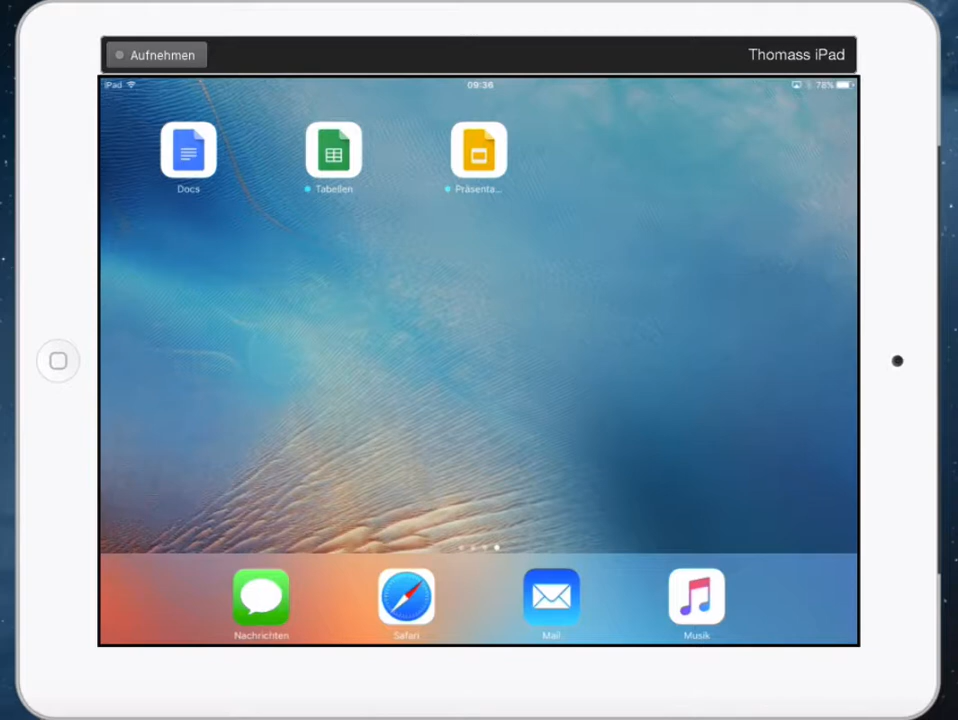 Aufnehmen
Thomass iPad
iPad
09:36
78%
Docs
Tabellen
Präsenta...
Nachrichten
Safari
Mail
Musik